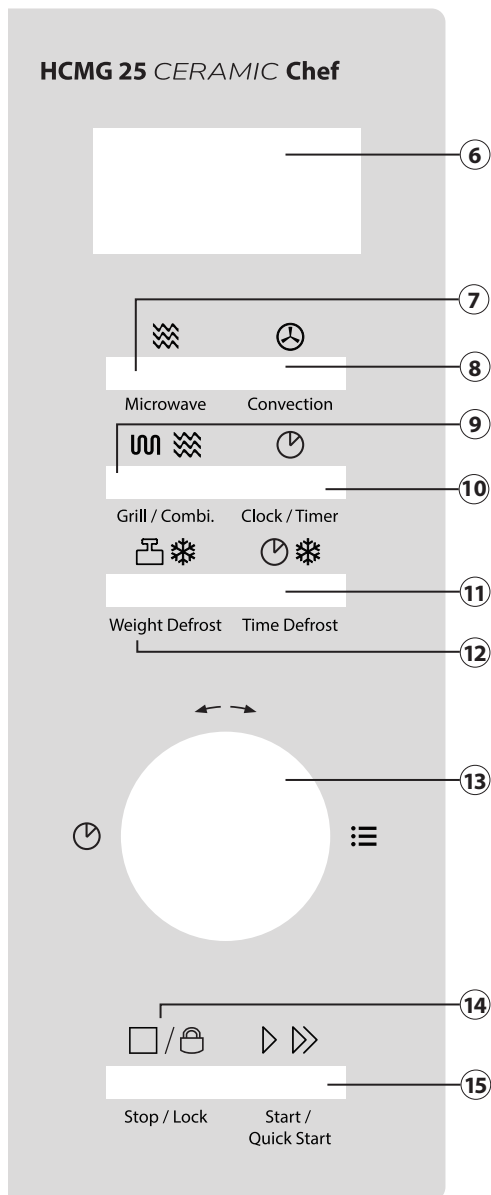 HCMG 25 CERAMIC Chef
6
7
8
Microwave Convection
9
10
Grill / Combi. Clock / Timer
11
Weight Defrost Time Defrost
12
13
14
15
Stop / Lock Start /
Quick Start